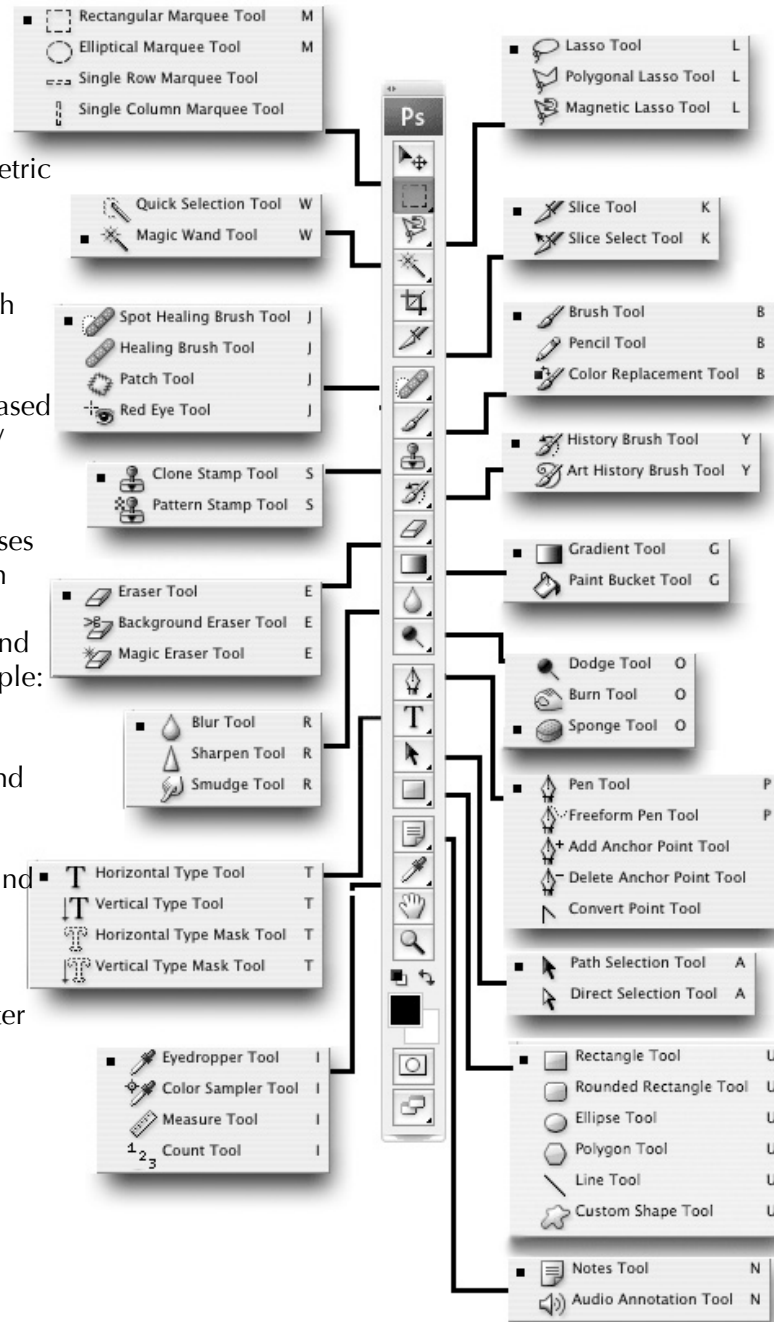 Rectangular Marquee Tool M
Elliptical Marquee Tool M
Single Row Marquee Tool
Single Column Marquee Tool
etric
Quick Selection Tool W
Magic Wand Tool W
h
Spot Healing Brush Tool J
Healing Brush Tool J
Patch Tool J
Red Eye Tool J
ased
y
Clone Stamp Tool S
Pattern Stamp Tool S
ses
n
Eraser Tool E
Background Eraser Tool E
Magic Eraser Tool E
nd
ple:
Blur Tool R
Sharpen Tool R
Smudge Tool R
nd
nd
Horizontal Type Tool T
Vertical Type Tool T
Horizontal Type Mask Tool T
Vertical Type Mask Tool T
ter
Eyedropper Tool I
Color Sampler Tool I
Measure Tool I
Count Tool I
Ps
Lasso Tool L
Polygonal Lasso Tool L
Magnetic Lasso Tool L
Slice Tool K
Slice Select Tool K
Brush Tool B
Pencil Tool B
Color Replacement Tool B
History Brush Tool Y
Art History Brush Tool Y
Gradient Tool G
Paint Bucket Tool G
Dodge Tool O
Burn Tool O
Sponge Tool O
Pen Tool P
Freeform Pen Tool P
Add Anchor Point Tool
Delete Anchor Point Tool
Convert Point Tool
Path Selection Tool A
Direct Selection Tool A
Rectangle Tool U
Rounded Rectangle Tool U
Ellipse Tool U
Polygon Tool U
Line Tool U
Custom Shape Tool U
Notes Tool N
Audio Annotation Tool N